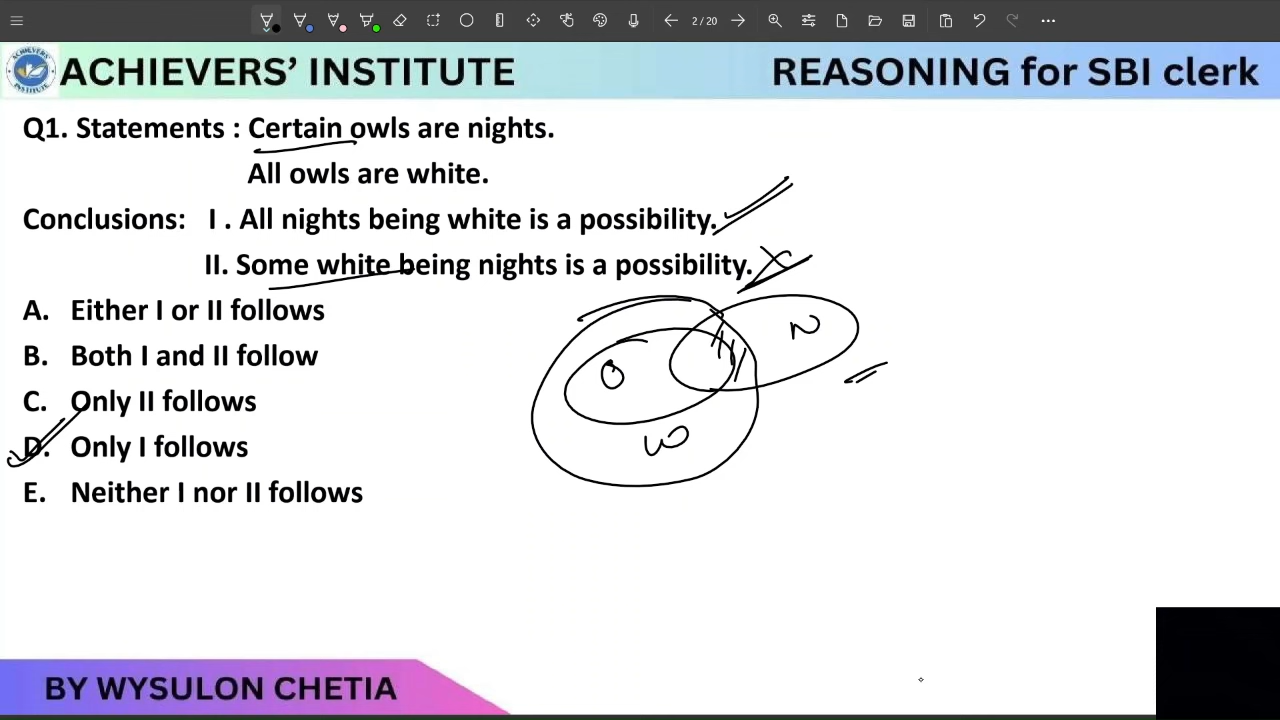 2 / 20
ACHIEVERS' INSTITUTE
REASONING for SBI clerk
Q1. Statements : Certain owls are nights.
All owls are white.
Conclusions: I . All nights being white is a possibility.
II. Some white being nights is a possibility.
A. Either I or II follows
B. Both I and II follow
C. Only II follows
D. Only I follows
E. Neither I nor II follows
O
N
W
BY WYSULON CHETIA